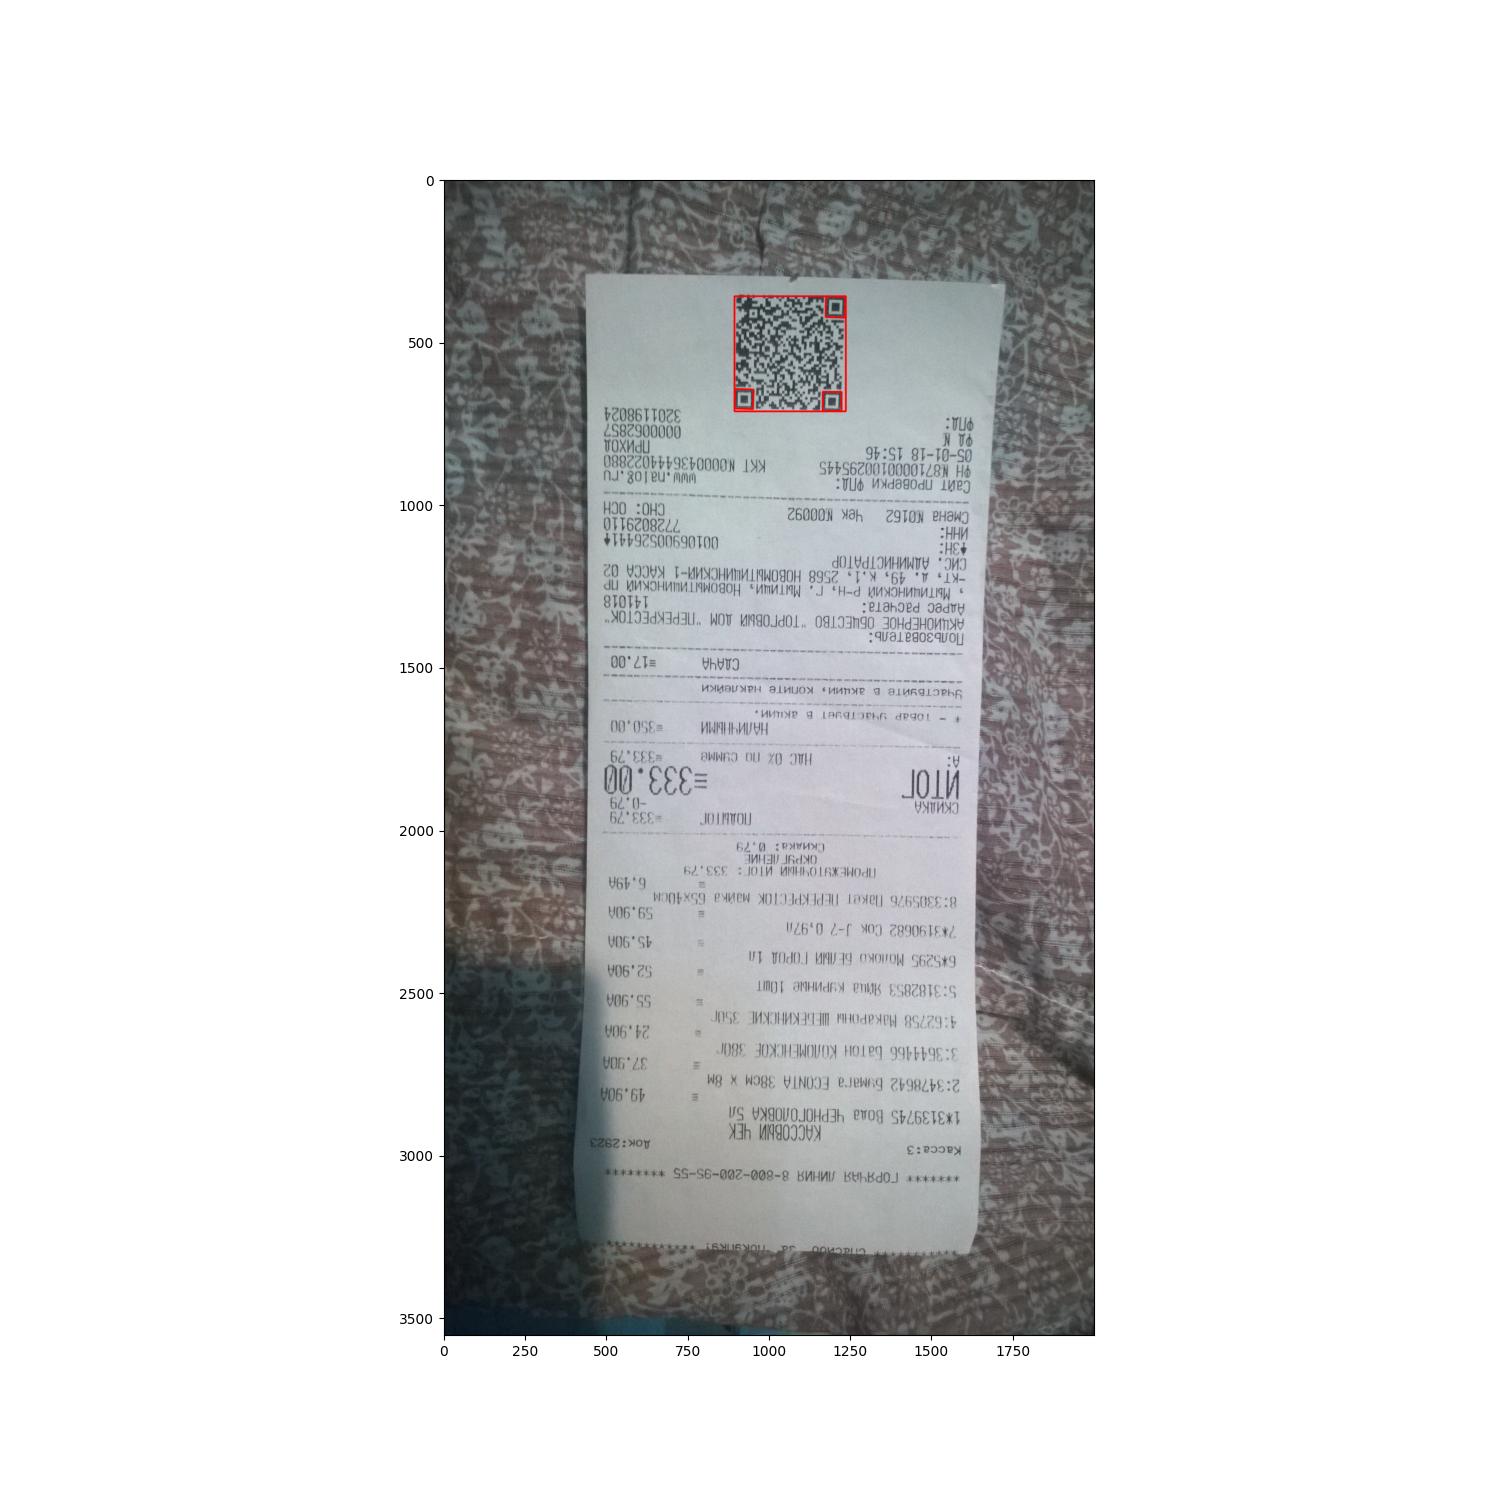 0
500
1000
1500
2000
2500
3000
3500
0 250 500 750 1000 1250 1500 1750
*********** Спасибо за покупку! ***********
******* ГОРЯЧАЯ ЛИНИЯ 8-800-200-95-55 *******
Касса:3 Док:2923
КАССОВЫЙ ЧЕК
1*3139745 Вода ЧЕРНОГОЛОВКА 5л
= 49.90А
2:3478642 Бумага ECONTA 38см х 8м
= 37.90А
3:3644466 Батон КОЛОМЕНСКОЕ 380г
= 24.90А
4:62758 Макароны ШЕБЕКИНСКИЕ 350г
= 55.90А
5:3182853 Яйца куриные 10шт
= 52.90А
6*5295 Молоко БЕЛЫЙ ГОРОД 1л
= 45.90А
7*3190682 Сок J-7 0,97л
= 59.90А
8:3305976 Пакет ПЕРЕКРЕСТОК майка 65х40см
= 6.49А
ПРОМЕЖУТОЧНЫЙ ИТОГ: 333.79
ОКРУГЛЕНИЕ
Скидка: 0.79
ПОДЫТОГ =333.79
СКИДКА -0.79
ИТОГ =333.00
А: НДС 0% по сумме =333.79
НАЛИЧНЫМИ =350.00
* - товар участвует в акции.
Участвуйте в акции, копите наклейки
СДАЧА =17.00
Пользователь:
АКЦИОНЕРНОЕ ОБЩЕСТВО "ТОРГОВЫЙ ДОМ "ПЕРЕКРЕСТОК"
Адрес расчета: 141018
, МЫТИЩИНСКИЙ Р-Н, Г. МЫТИЩИ, НОВОМЫТИЩИНСКИЙ ПР
-КТ, Д. 49, К.1, 2568 НОВОМЫТИЩИНСКИЙ-1 КАССА 02
СИС. АДМИНИСТРАТОР
♦ЗН: 00106900526441♦
ИНН: 7728029110
Смена №0162 Чек №00092 СНО: ОСН
Сайт проверки ФПД: www.nalog.ru
ФН №8710000100295445 ККТ №0000436444022880
05-01-18 15:46 ПРИХОД
ФД № 0000062857
ФПД: 3201198024